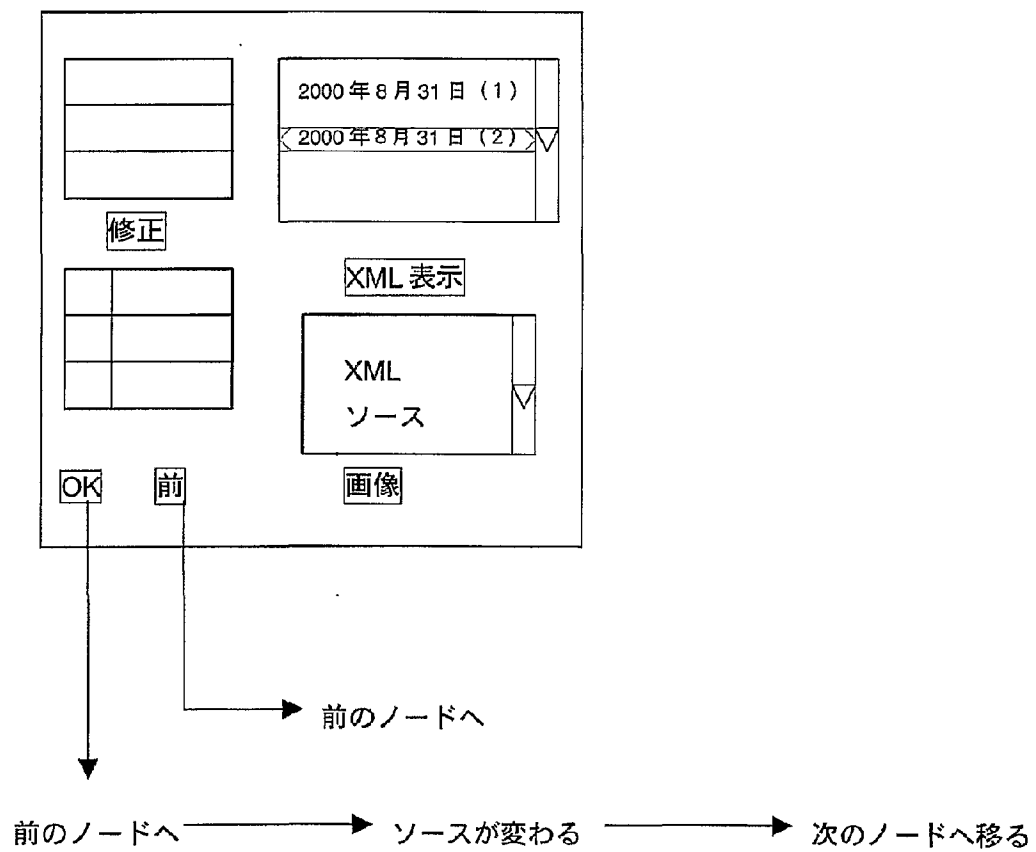 2000年8月31日（1）
2000年8月31日（2）
修正
XML表示
XML
ソース
OK
前
画像
前のノードへ
前のノードへ
ソースが変わる
次のノードへ移る